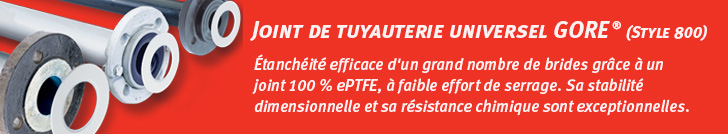 JOINT DE TUYAUTERIE UNIVERSEL GORE® (STYLE 800)
Étanchéité efficace d'un grand nombre de brides grâce à un
joint 100 % ePTFE, à faible effort de serrage. Sa stabilité
dimensionnelle et sa résistance chimique sont exceptionnelles.